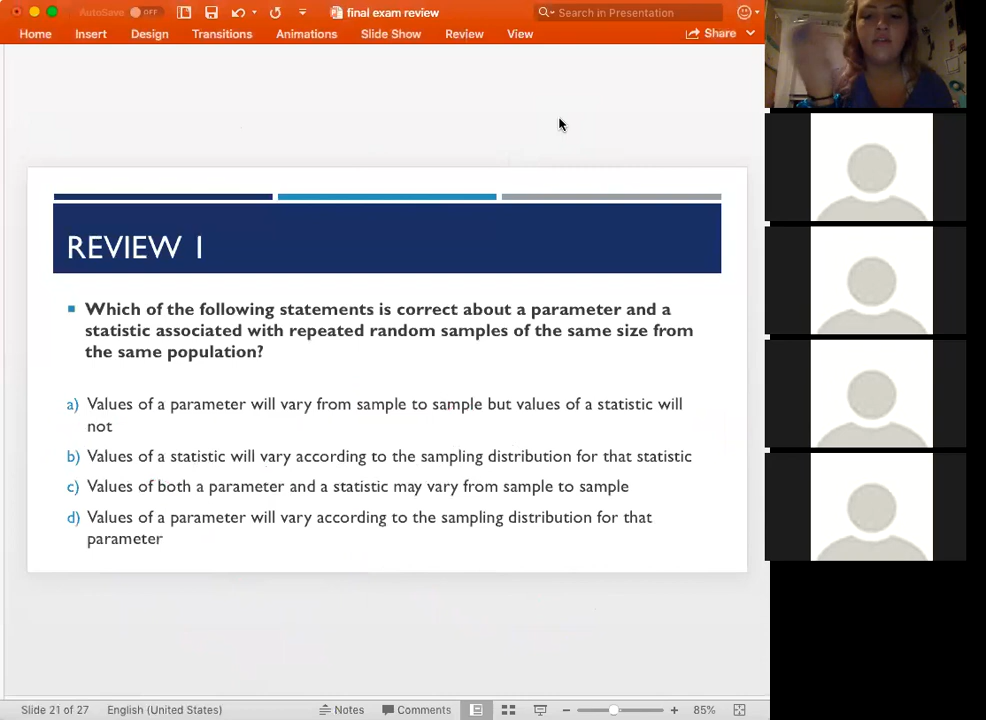 AutoSave OFF
final exam review
Search in Presentation
Home Insert Design Transitions Animations Slide Show Review View Share
REVIEW 1
Which of the following statements is correct about a parameter and a
statistic associated with repeated random samples of the same size from
the same population?
a) Values of a parameter will vary from sample to sample but values of a statistic will
not
b) Values of a statistic will vary according to the sampling distribution for that statistic
c) Values of both a parameter and a statistic may vary from sample to sample
d) Values of a parameter will vary according to the sampling distribution for that
parameter
Slide 21 of 27 English (United States) Notes Comments 85%